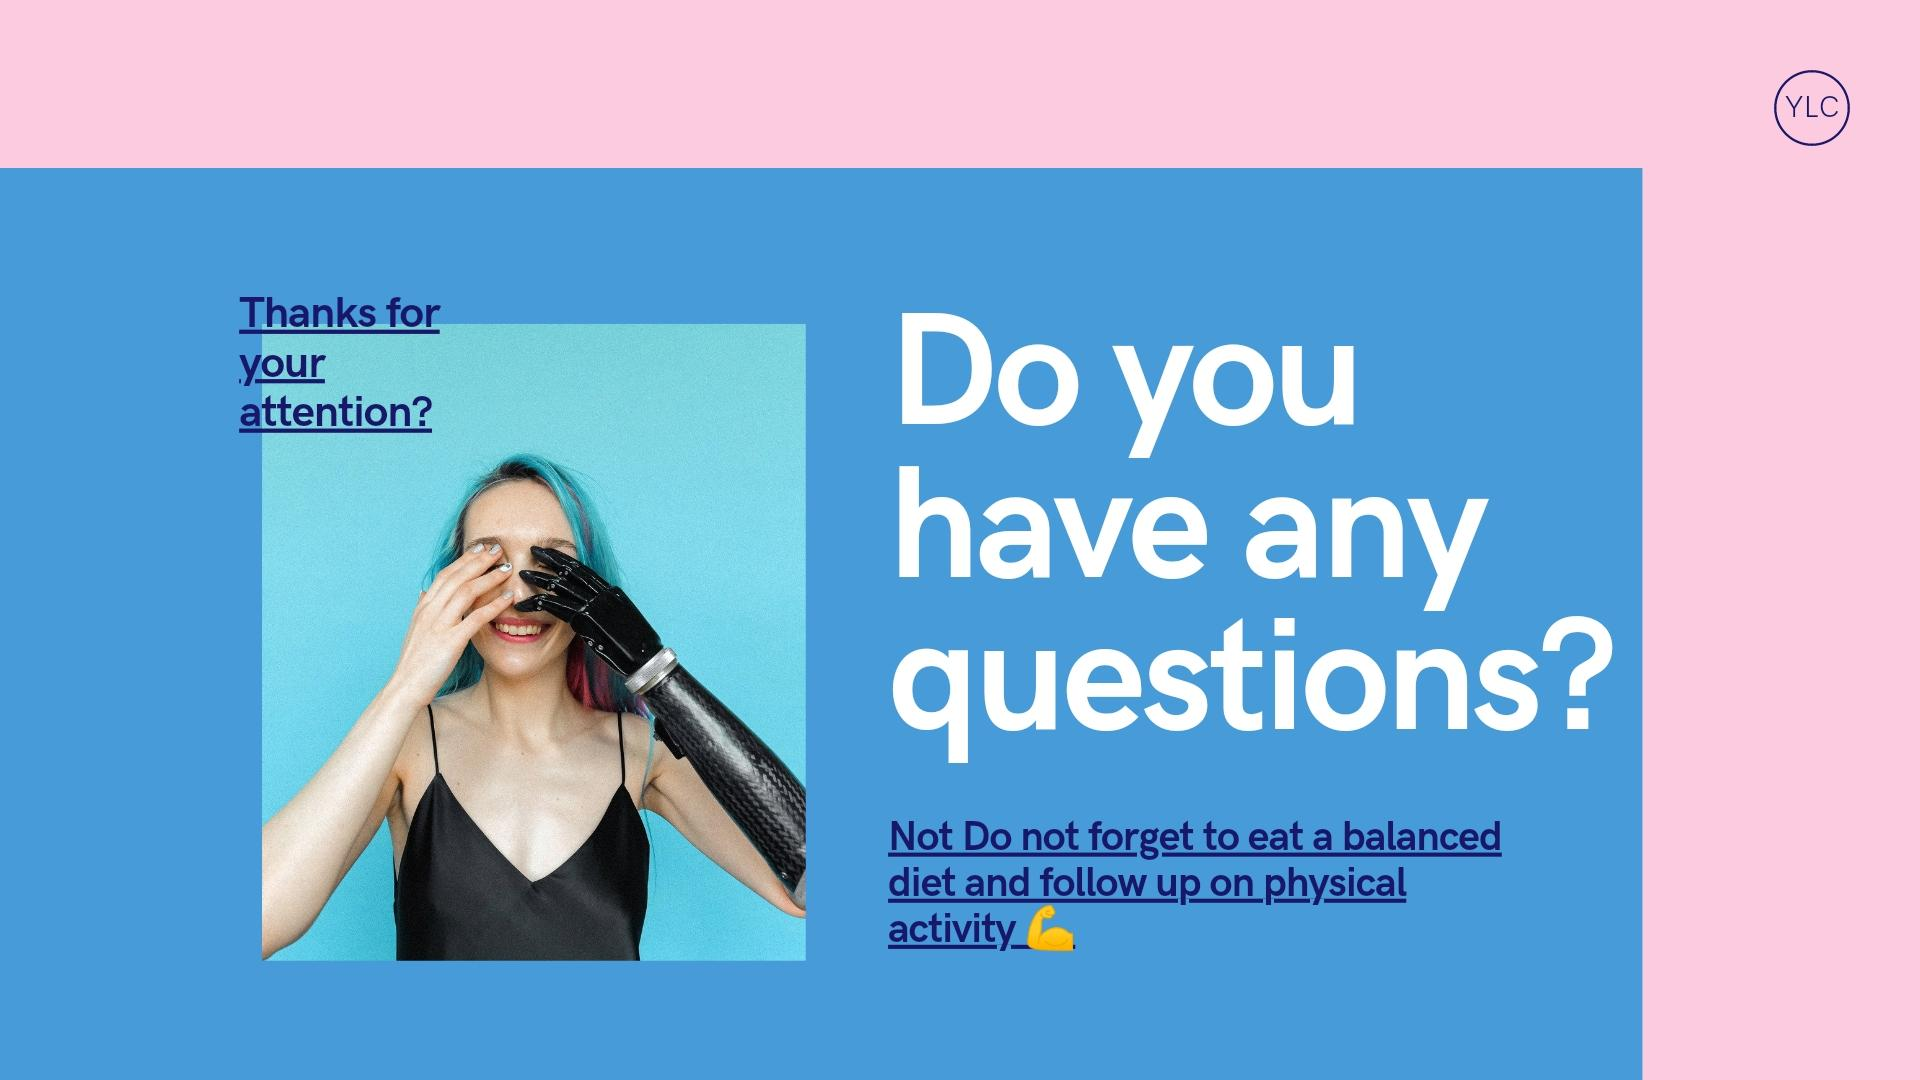 YLC
Thanks for
your
attention?
Do you
have any
questions?
Not Do not forget to eat a balanced
diet and follow up on physical
activity 💪